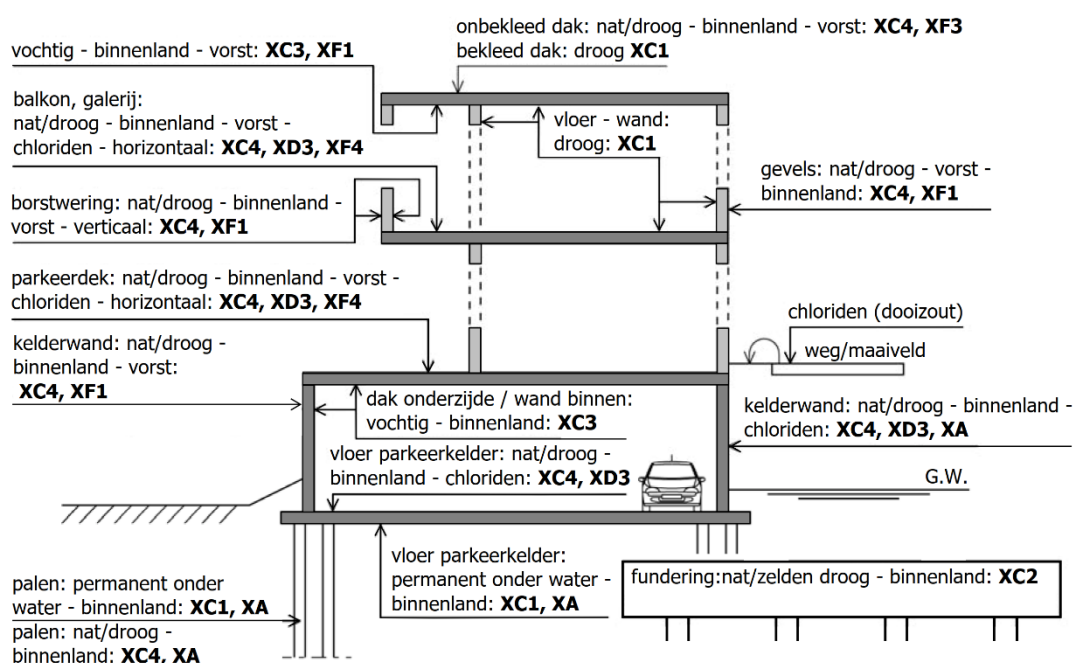 onbekleed dak: nat/droog - binnenland - vorst: XC4, XF3
bekleed dak: droog XC1
vochtig - binnenland - vorst: XC3, XF1
balkon, galerij:
nat/droog - binnenland - vorst -
chloriden - horizontaal: XC4, XD3, XF4
vloer - wand:
droog: XC1
gevels: nat/droog - vorst -
binnenland: XC4, XF1
borstwering: nat/droog - binnenland -
vorst - verticaal: XC4, XF1
parkeerdek: nat/droog - binnenland - vorst -
chloriden - horizontaal: XC4, XD3, XF4
chloriden (dooizout)
weg/maaiveld
kelderwand: nat/droog -
binnenland - vorst:
XC4, XF1
dak onderzijde / wand binnen:
vochtig - binnenland: XC3
kelderwand: nat/droog - binnenland -
chloriden: XC4, XD3, XA
vloer parkeerkelder: nat/droog -
binnenland - chloriden: XC4, XD3
G.W.
vloer parkeerkelder:
permanent onder water -
binnenland: XC1, XA
fundering:nat/zelden droog - binnenland: XC2
palen: permanent onder
water - binnenland: XC1, XA
palen: nat/droog -
binnenland: XC4, XA